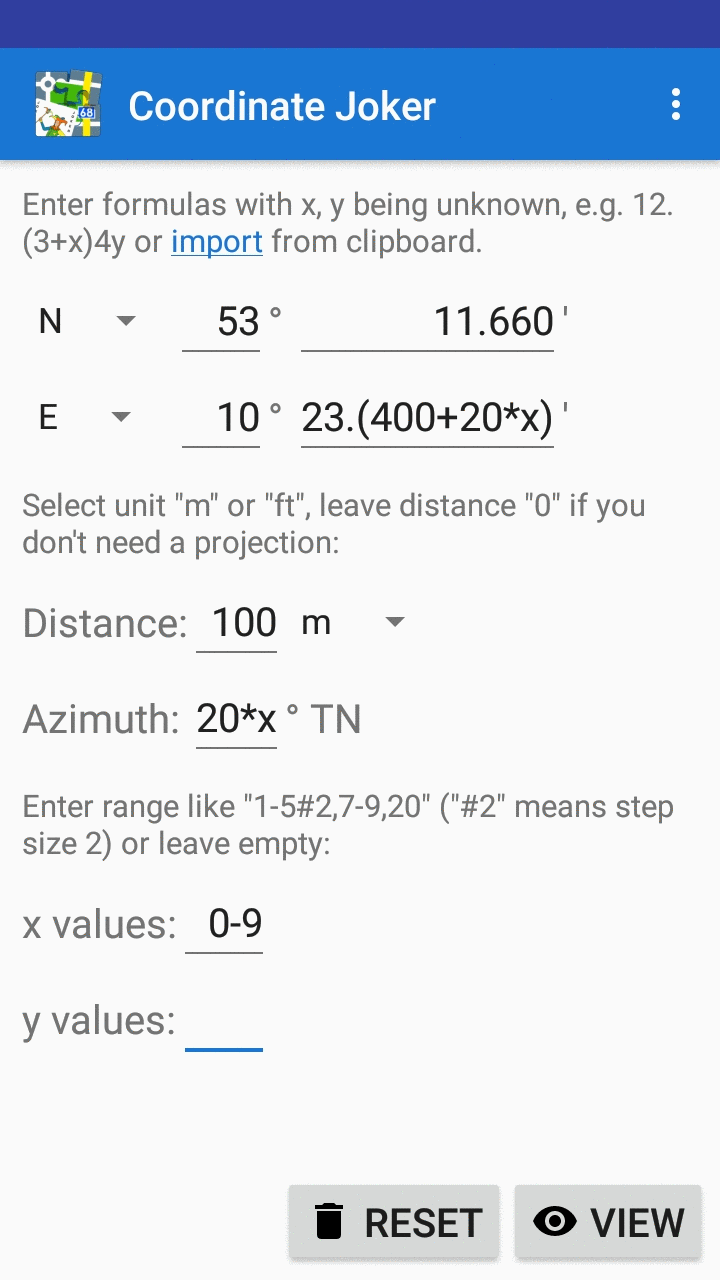 68
Coordinate Joker
Enter formulas with x, y being unknown, e.g. 12.
(3+x)4y or import from clipboard.
N 53 ° 11.660 '
E 10 ° 23.(400+20*x) '
Select unit "m" or "ft", leave distance "0" if you
don't need a projection:
Distance: 100 m
Azimuth: 20*x ° TN
Enter range like "1-5#2,7-9,20" ("#2" means step
size 2) or leave empty:
x values: 0-9
y values:
RESET VIEW